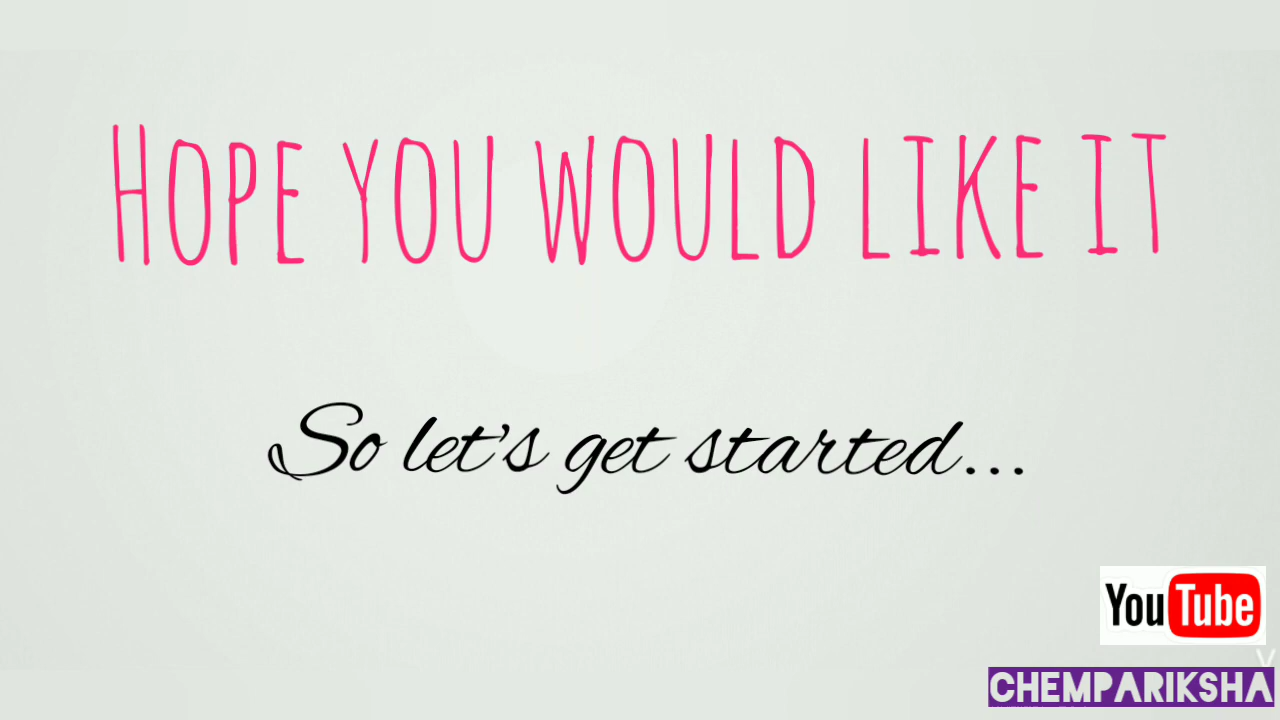 Hope you would like it
So let's get started...
YouTube
V
CHEMPARIKSHA